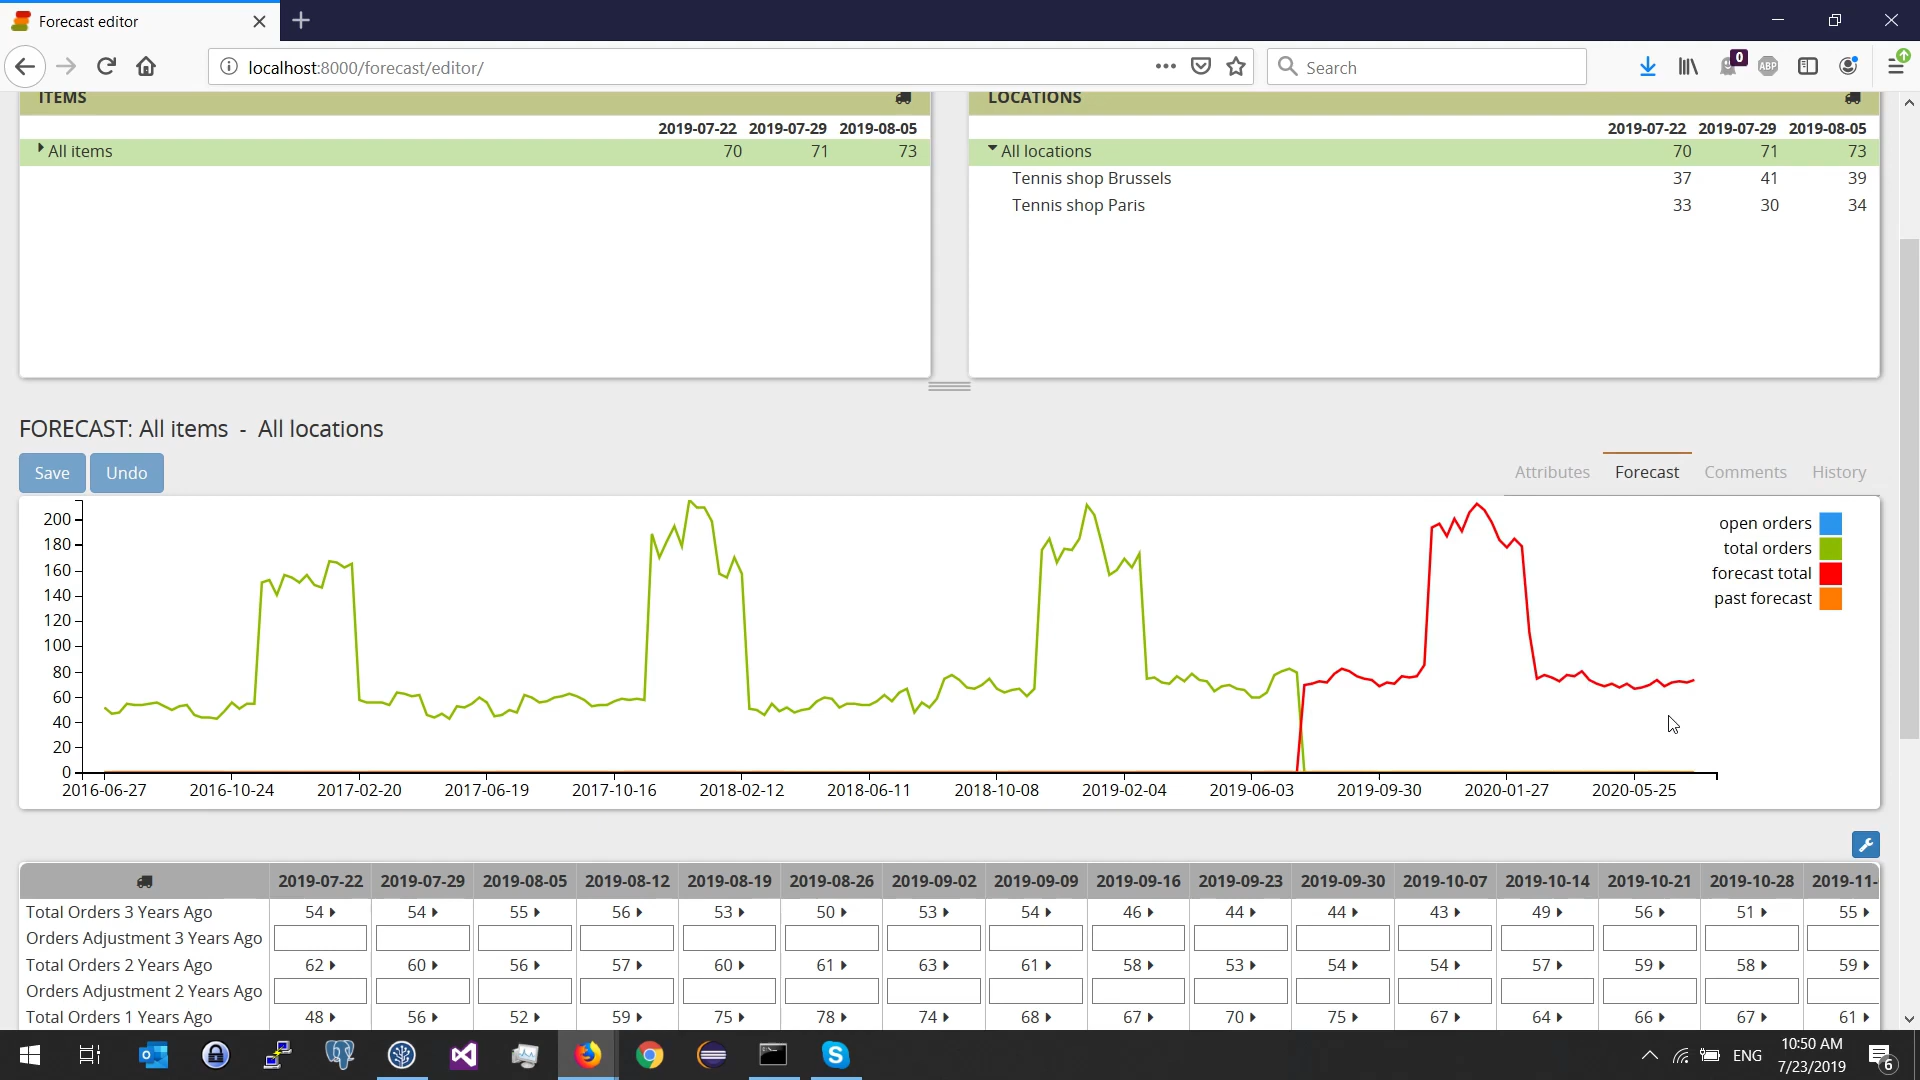 Forecast editor
localhost:8000/forecast/editor/
Search
0
ABP
ITEMS
2019-07-22 2019-07-29 2019-08-05
All items 70 71 73
LOCATIONS
2019-07-22 2019-07-29 2019-08-05
All locations 70 71 73
Tennis shop Brussels 37 41 39
Tennis shop Paris 33 30 34
FORECAST: All items - All locations
Save Undo
Attributes Forecast Comments History
200
180
160
140
120
100
80
60
40
20
0
open orders
total orders
forecast total
past forecast
2016-06-27 2016-10-24 2017-02-20 2017-06-19 2017-10-16 2018-02-12 2018-06-11 2018-10-08 2019-02-04 2019-06-03 2019-09-30 2020-01-27 2020-05-25
2019-07-22 2019-07-29 2019-08-05 2019-08-12 2019-08-19 2019-08-26 2019-09-02 2019-09-09 2019-09-16 2019-09-23 2019-09-30 2019-10-07 2019-10-14 2019-10-21 2019-10-28 2019-11-
Total Orders 3 Years Ago 54 54 55 56 53 50 53 54 46 44 44 43 49 56 51 55
Orders Adjustment 3 Years Ago
Total Orders 2 Years Ago 62 60 56 57 60 61 63 61 58 53 54 54 57 59 58 59
Orders Adjustment 2 Years Ago
Total Orders 1 Years Ago 48 56 52 59 75 78 74 68 67 70 75 67 64 66 67 61
ENG
10:50 AM
7/23/2019
6